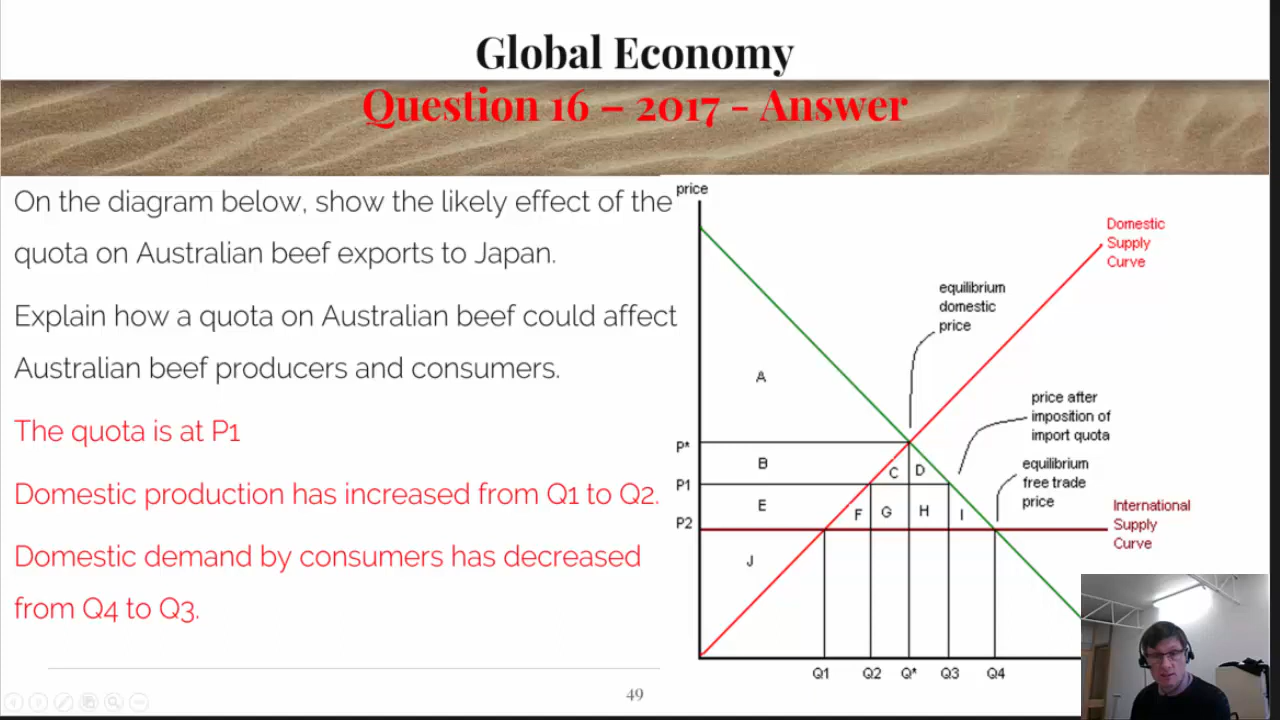 Global Economy
Question 16 – 2017 - Answer
On the diagram below, show the likely effect of the
quota on Australian beef exports to Japan.
Explain how a quota on Australian beef could affect
Australian beef producers and consumers.
The quota is at P1
Domestic production has increased from Q1 to Q2.
Domestic demand by consumers has decreased
from Q4 to Q3.
49
price
Domestic
Supply
Curve
equilibrium
domestic
price
A
price after
imposition of
import quota
P*
B
C
D
equilibrium
free trade
price
P1
E
F
G
H
I
P2
International
Supply
Curve
J
Q1
Q2
Q*
Q3
Q4